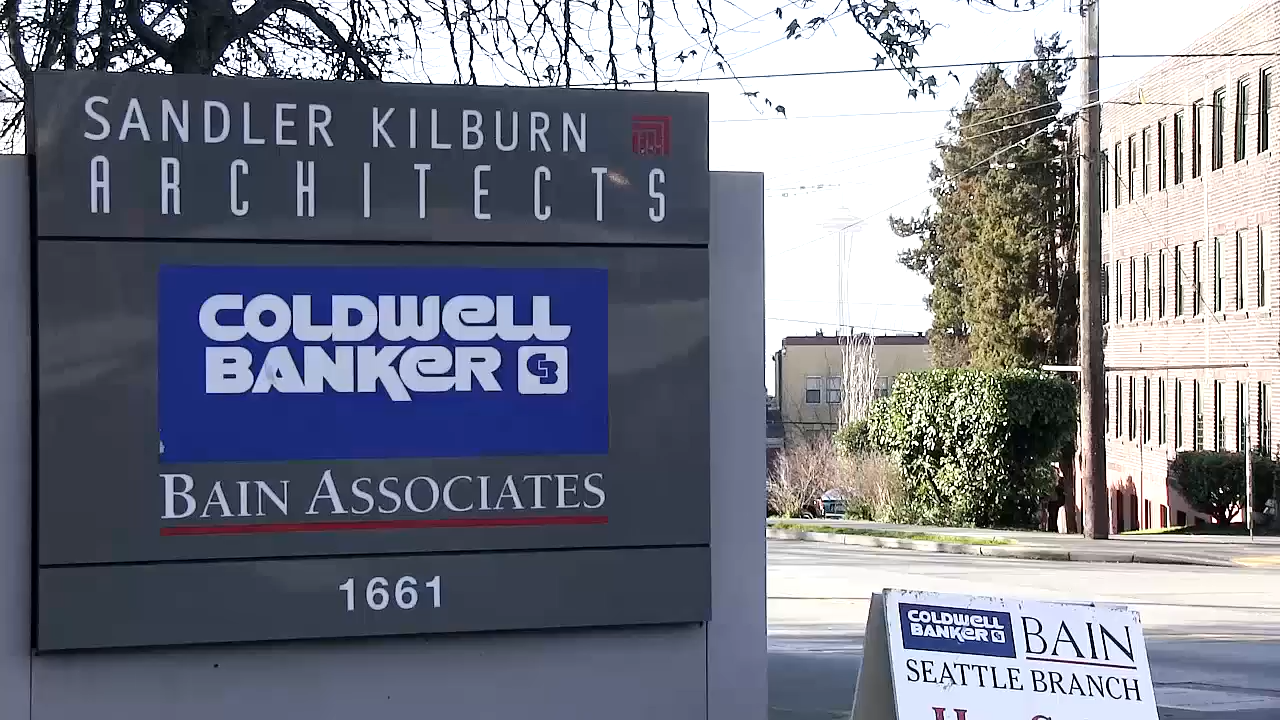 SANDLER KILBURN
ARCHITECTS
COLDWELL
BANKER
BAIN ASSOCIATES
1661
COLDWELL
BANKER
BAIN
SEATTLE BRANCH